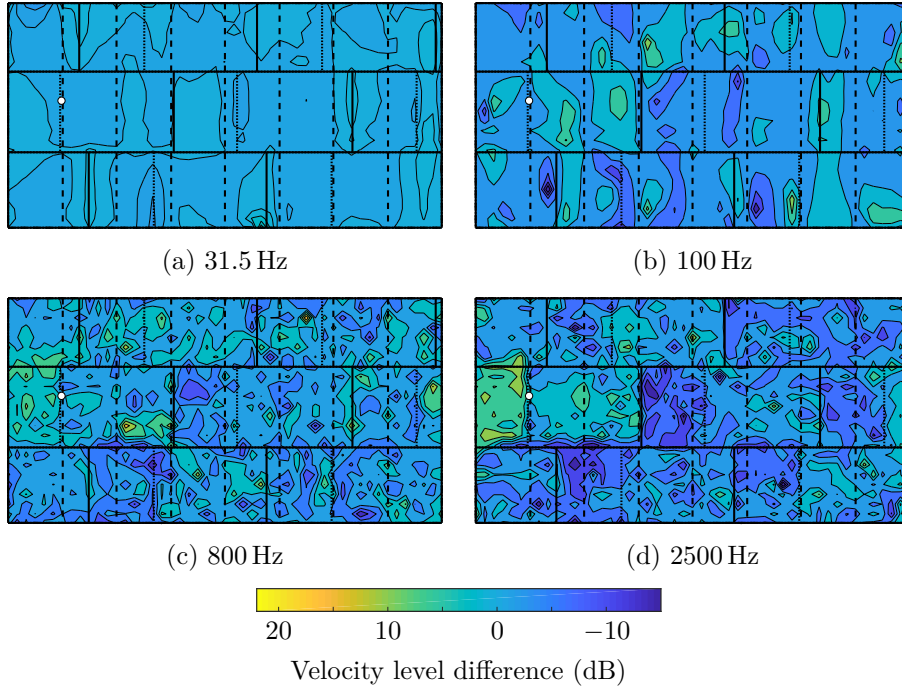 (a) 31.5 Hz
(b) 100 Hz
(c) 800 Hz
(d) 2500 Hz
20 10 0 −10
Velocity level difference (dB)